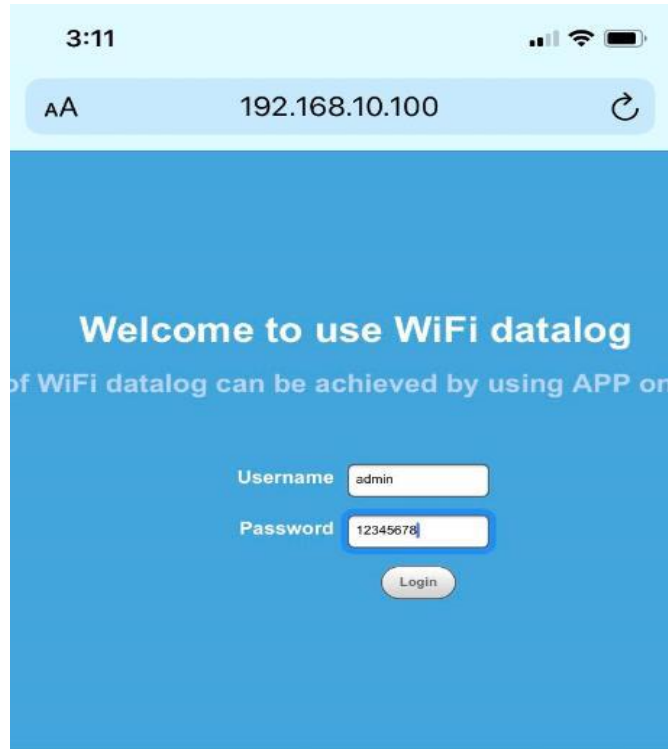 3:11
AA 192.168.10.100
Welcome to use WiFi datalog
of WiFi datalog can be achieved by using APP on
Username admin
Password 12345678
Login